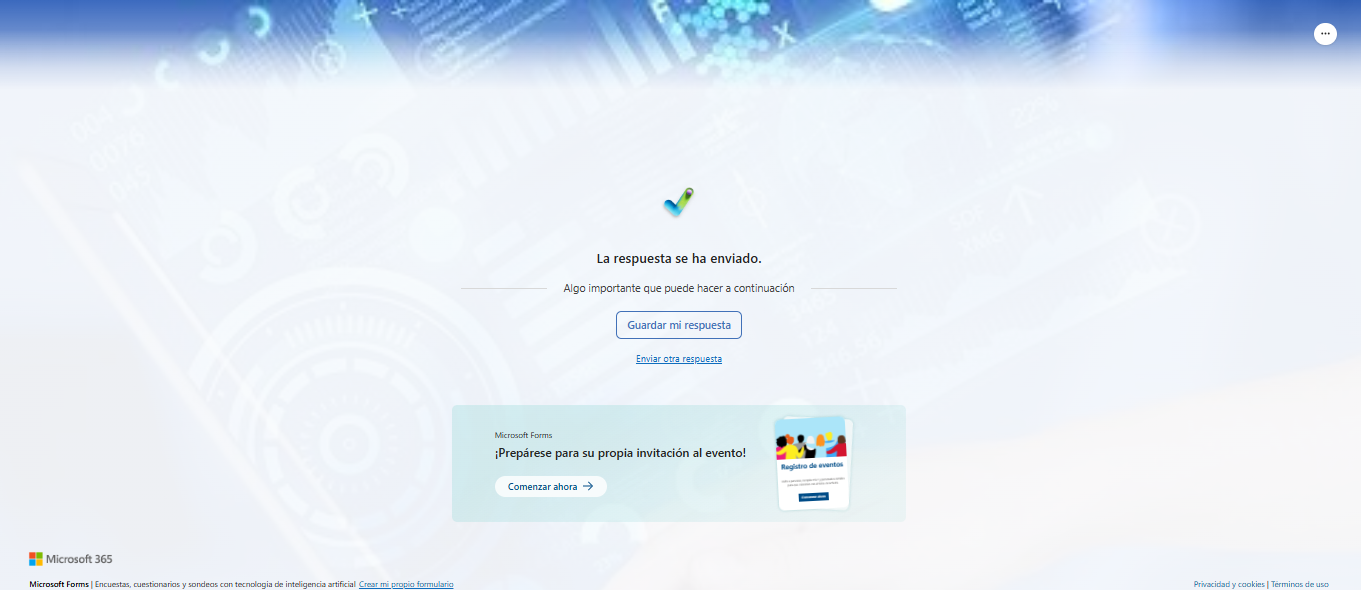 La respuesta se ha enviado.
Algo importante que puede hacer a continuación
Guardar mi respuesta
Enviar otra respuesta
Microsoft Forms
¡Prepárese para su propia invitación al evento!
Comenzar ahora →
Registro de eventos
Microsoft 365
Microsoft Forms | Encuestas, cuestionarios y sondeos con tecnología de inteligencia artificial Crear mi propio formulario
Privacidad y cookies | Términos de uso